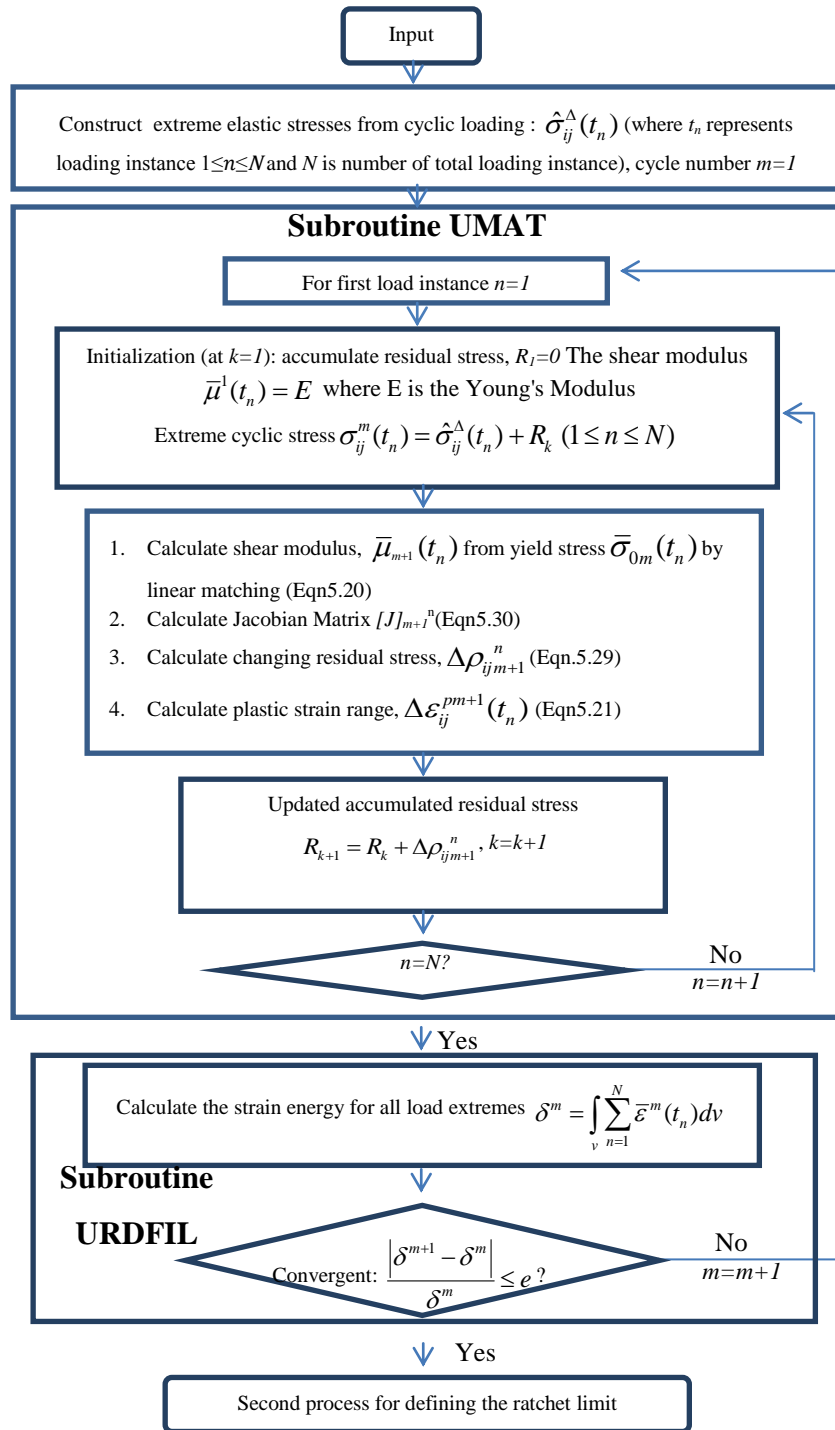 Input
Construct extreme elastic stresses from cyclic loading : σ̂ᵢⱼ^Δ(tₙ) (where tₙ represents
loading instance 1≤n≤N and N is number of total loading instance), cycle number m=1
Subroutine UMAT
For first load instance n=1
Initialization (at k=1): accumulate residual stress, R₁=0 The shear modulus
μ̄¹(tₙ) = E where E is the Young's Modulus
Extreme cyclic stress σᵢⱼ^m(tₙ) = σ̂ᵢⱼ^Δ(tₙ) + Rₖ (1 ≤ n ≤ N)
1. Calculate shear modulus, μ̄ₘ₊₁(tₙ) from yield stress σ̄₀ₘ(tₙ) by
linear matching (Eqn5.20)
2. Calculate Jacobian Matrix [J]ₘ₊₁ⁿ(Eqn5.30)
3. Calculate changing residual stress, Δρᵢⱼₘ₊₁ⁿ (Eqn.5.29)
4. Calculate plastic strain range, Δεᵢⱼ^pm+1(tₙ) (Eqn5.21)
Updated accumulated residual stress
Rₖ₊₁ = Rₖ + Δρᵢⱼₘ₊₁ⁿ, k=k+1
n=N?
No
n=n+1
Yes
Calculate the strain energy for all load extremes δ^m = ∫_v ∑_{n=1}^{N} ε̄^m(tₙ)dv
Subroutine
URDFIL
Convergent: |δ^{m+1} − δ^m| / δ^m ≤ e ?
No
m=m+1
Yes
Second process for defining the ratchet limit